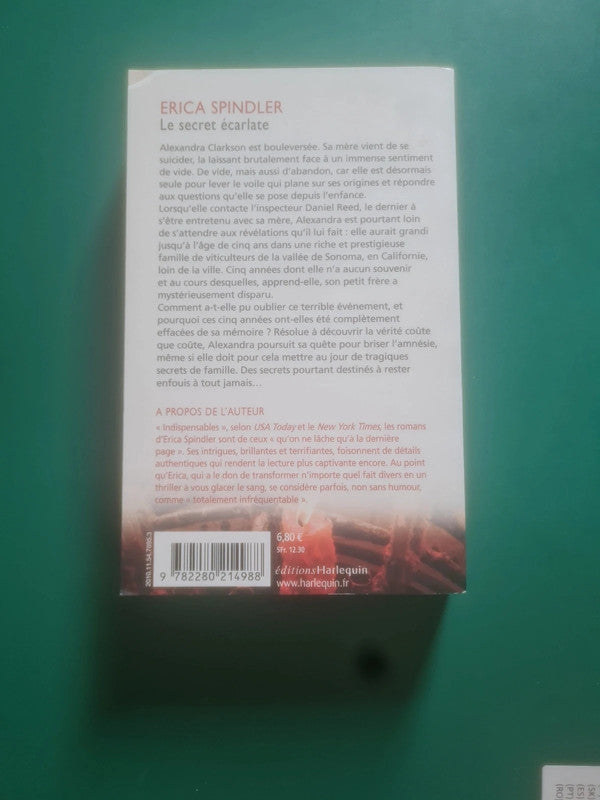 ERICA SPINDLER
Le secret écarlate
Alexandra Clarkson est bouleversée. Sa mère vient de se
suicider, la laissant brutalement face à un immense sentiment
de vide. De vide, mais aussi d'abandon, car elle est désormais
seule pour lever le voile qui plane sur ses origines et répondre
aux questions qu'elle se pose depuis l'enfance.
Lorsqu'elle contacte l'inspecteur Daniel Reed, le dernier à
s'être entretenu avec sa mère, Alexandra est pourtant loin
de s'attendre aux révélations qu'il lui fait : elle aurait grandi
jusqu'à l'âge de cinq ans dans une riche et prestigieuse
famille de viticulteurs de la vallée de Sonoma, en Californie,
loin de la ville. Cinq années dont elle n'a aucun souvenir
et au cours desquelles, apprend-elle, son petit frère a
mystérieusement disparu.
Comment a-t-elle pu oublier ce terrible événement, et
pourquoi ces cinq années ont-elles été complètement
effacées de sa mémoire ? Résolue à découvrir la vérité coûte
que coûte, Alexandra poursuit sa quête pour briser l'amnésie,
même si elle doit pour cela mettre au jour de tragiques
secrets de famille. Des secrets pourtant destinés à rester
enfouis à tout jamais…
A PROPOS DE L'AUTEUR
« Indispensables », selon USA Today et le New York Times, les romans
d'Erica Spindler sont de ceux « qu'on ne lâche qu'à la dernière
page ». Ses intrigues, brillantes et terrifiantes, foisonnent de détails
authentiques qui rendent la lecture plus captivante encore. Au point
qu'Erica, qui a le don de transformer n'importe quel fait divers en un
thriller à vous glacer le sang, se considère parfois, non sans humour,
comme « totalement infréquentable ».
6,80 €
SFr. 12.30
éditionsHarlequin
www.harlequin.fr
9 782280 214988
(SK)
(ES)
(PT)
(RO)